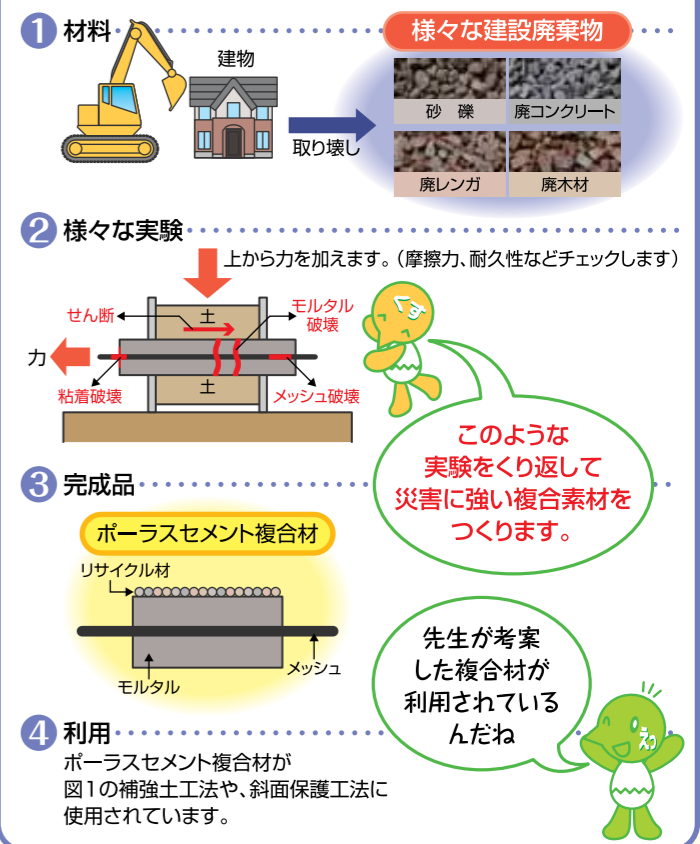 1 材料
様々な建設廃棄物
建物
取り壊し
砂 礫
廃コンクリート
廃レンガ
廃木材
2 様々な実験
上から力を加えます。(摩擦力、耐久性などチェックします)
せん断
土
モルタル
破壊
力
粘着破壊
土
メッシュ破壊
くす
このような
実験をくり返して
災害に強い複合素材を
つくります。
3 完成品
ポーラスセメント複合材
リサイクル材
メッシュ
モルタル
先生が考案
した複合材が
利用されている
んだね
えっ
4 利用
ポーラスセメント複合材が
図1の補強土工法や、斜面保護工法に
使用されています。